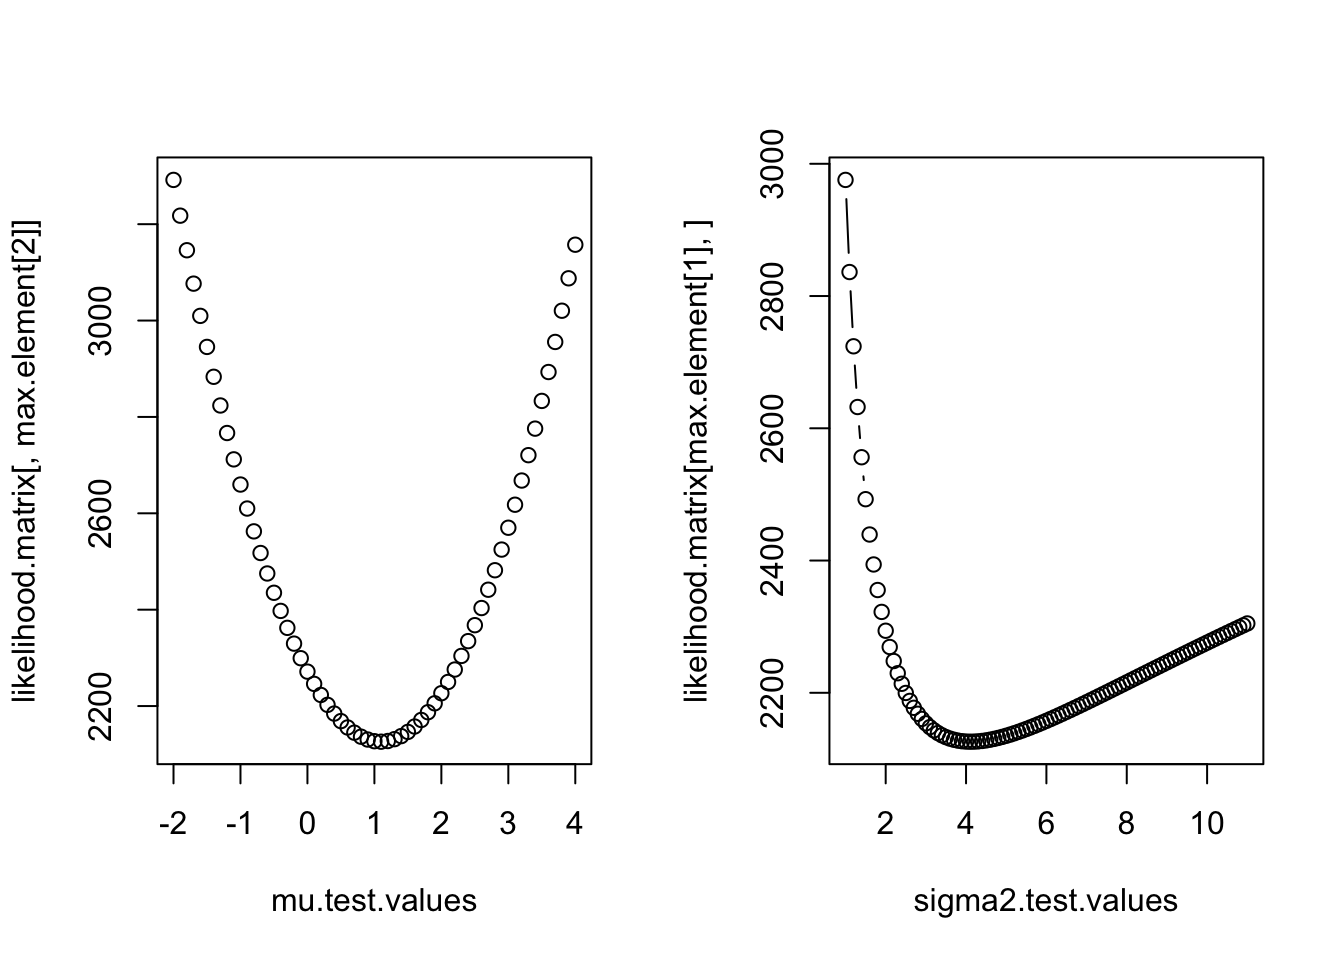 likelihood.matrix[, max.element[2]]
3000
2600
2200
-2 -1 0 1 2 3 4
mu.test.values
likelihood.matrix[max.element[1], ]
3000
2800
2600
2400
2200
2 4 6 8 10
sigma2.test.values